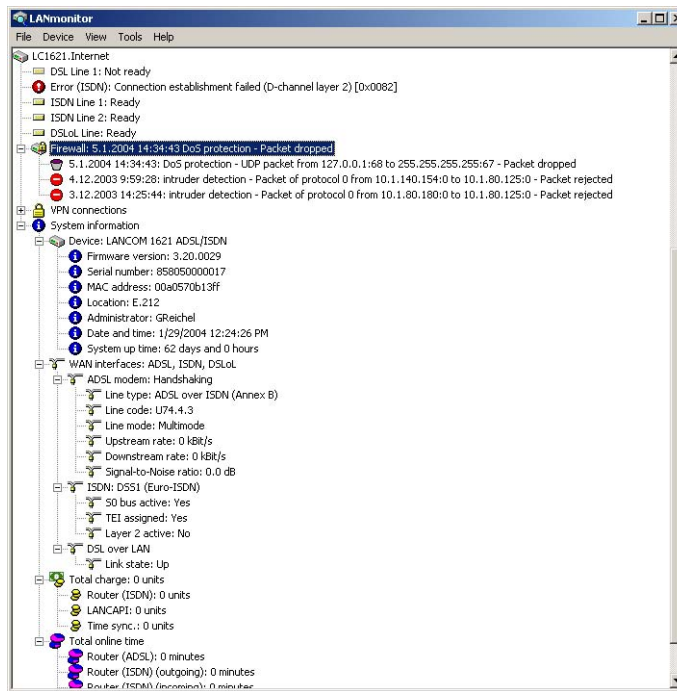 LANmonitor
File Device View Tools Help
LC1621.Internet
DSL Line 1: Not ready
Error (ISDN): Connection establishment failed (D-channel layer 2) [0x0082]
ISDN Line 1: Ready
ISDN Line 2: Ready
DSLoL Line: Ready
Firewall: 5.1.2004 14:34:43 DoS protection - Packet dropped
5.1.2004 14:34:43: DoS protection - UDP packet from 127.0.0.1:68 to 255.255.255.255:67 - Packet dropped
4.12.2003 9:59:28: intruder detection - Packet of protocol 0 from 10.1.140.154:0 to 10.1.80.125:0 - Packet rejected
3.12.2003 14:25:44: intruder detection - Packet of protocol 0 from 10.1.80.180:0 to 10.1.80.125:0 - Packet rejected
VPN connections
System information
Device: LANCOM 1621 ADSL/ISDN
Firmware version: 3.20.0029
Serial number: 858050000017
MAC address: 00a0570b13ff
Location: E.212
Administrator: GReichel
Date and time: 1/29/2004 12:24:26 PM
System up time: 62 days and 0 hours
WAN interfaces: ADSL, ISDN, DSLoL
ADSL modem: Handshaking
Line type: ADSL over ISDN (Annex B)
Line code: U74.4.3
Line mode: Multimode
Upstream rate: 0 kBit/s
Downstream rate: 0 kBit/s
Signal-to-Noise ratio: 0.0 dB
ISDN: DSS1 (Euro-ISDN)
S0 bus active: Yes
TEI assigned: Yes
Layer 2 active: No
DSL over LAN
Link state: Up
Total charge: 0 units
Router (ISDN): 0 units
LANCAPI: 0 units
Time sync.: 0 units
Total online time
Router (ADSL): 0 minutes
Router (ISDN) (outgoing): 0 minutes
Router (ISDN) (incoming): 0 minutes